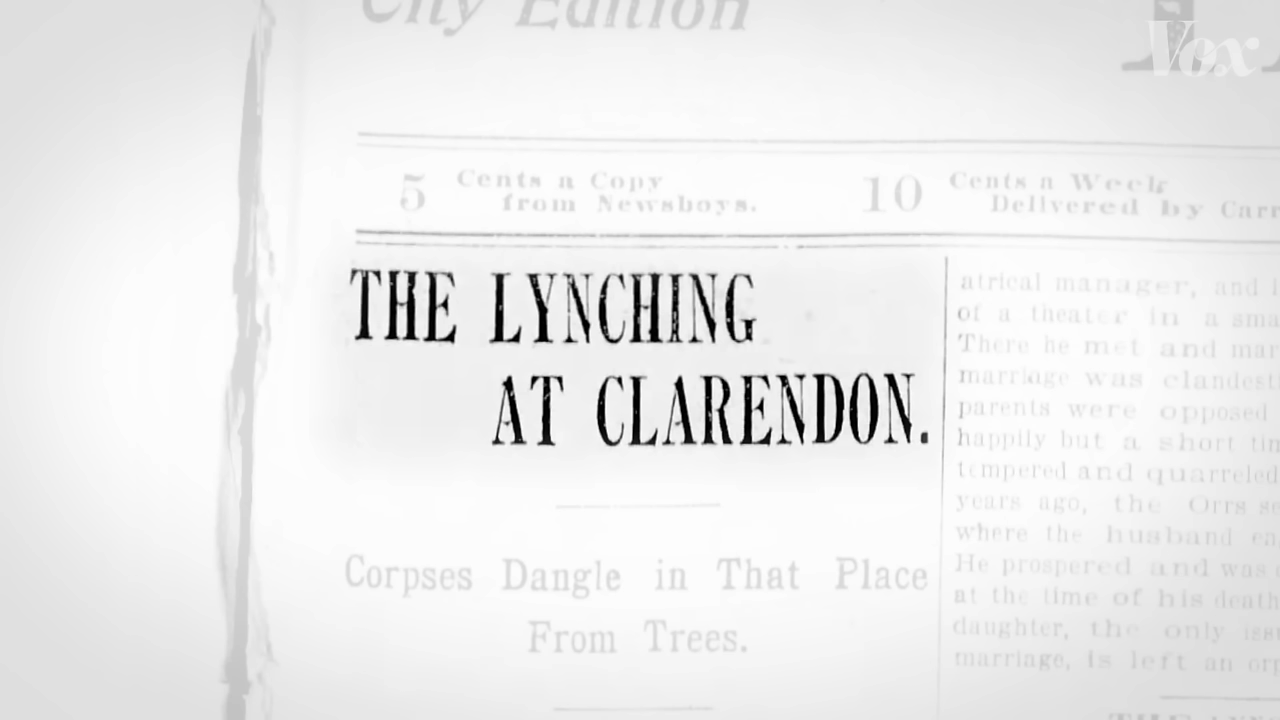 City Edition
Vox
5 Cents a Copy
from Newsboys.
10 Cents a Week
Delivered by
THE LYNCHING
AT CLARENDON.
Corpses Dangle in That Place
From Trees.
atrical manager, and
of a theater in a
There he met and
marriage was
parents were opposed
happily but a short
tempered and quarreled
years ago, the Orrs
where the husband
He prospered and was
at the time of his death
daughter, the only
marriage, is left an